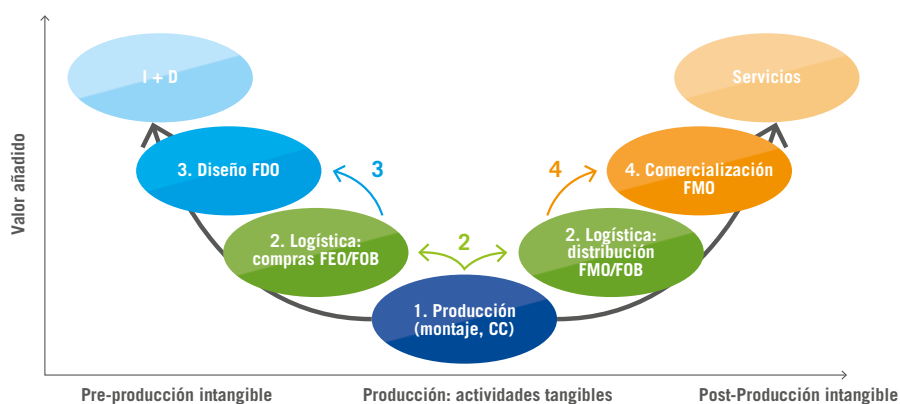 Valor añadido
I + D
Servicios
3. Diseño FDO
3
4
4. Comercialización
FMO
2. Logística:
compras FEO/FOB
2
2. Logística:
distribución
FMO/FOB
1. Producción
(montaje, CC)
Pre-producción intangible
Producción: actividades tangibles
Post-Producción intangible